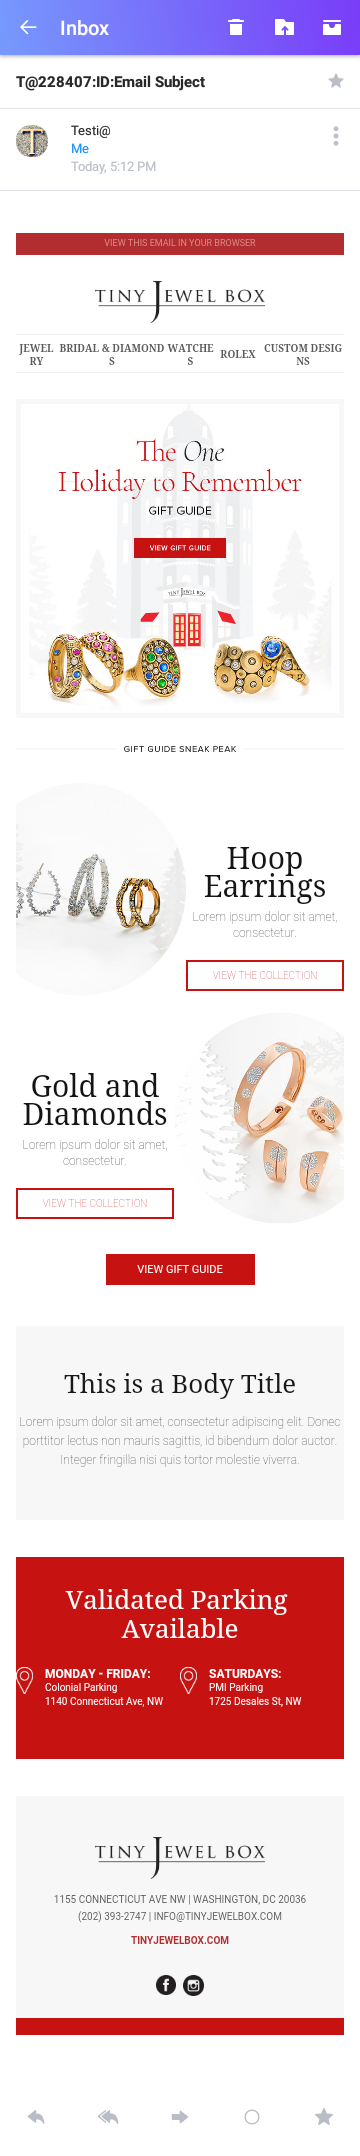 Inbox
T@228407:ID:Email Subject
Testi@
Me
Today, 5:12 PM
VIEW THIS EMAIL IN YOUR BROWSER
TINY JEWEL BOX
JEWEL
RY
BRIDAL & DIAMOND
S
WATCHE
S
ROLEX
CUSTOM DESIG
NS
The One
Holiday to Remember
GIFT GUIDE
VIEW GIFT GUIDE
TINY JEWEL BOX
GIFT GUIDE SNEAK PEAK
Hoop
Earrings
Lorem ipsum dolor sit amet,
consectetur.
VIEW THE COLLECTION
Gold and
Diamonds
Lorem ipsum dolor sit amet,
consectetur.
VIEW THE COLLECTION
VIEW GIFT GUIDE
This is a Body Title
Lorem ipsum dolor sit amet, consectetur adipiscing elit. Donec
porttitor lectus non mauris sagittis, id bibendum dolor auctor.
Integer fringilla nisi quis tortor molestie viverra.
Validated Parking
Available
MONDAY - FRIDAY:
Colonial Parking
1140 Connecticut Ave, NW
SATURDAYS:
PMI Parking
1725 Desales St, NW
TINY JEWEL BOX
1155 CONNECTICUT AVE NW | WASHINGTON, DC 20036
(202) 393-2747 | INFO@TINYJEWELBOX.COM
TINYJEWELBOX.COM